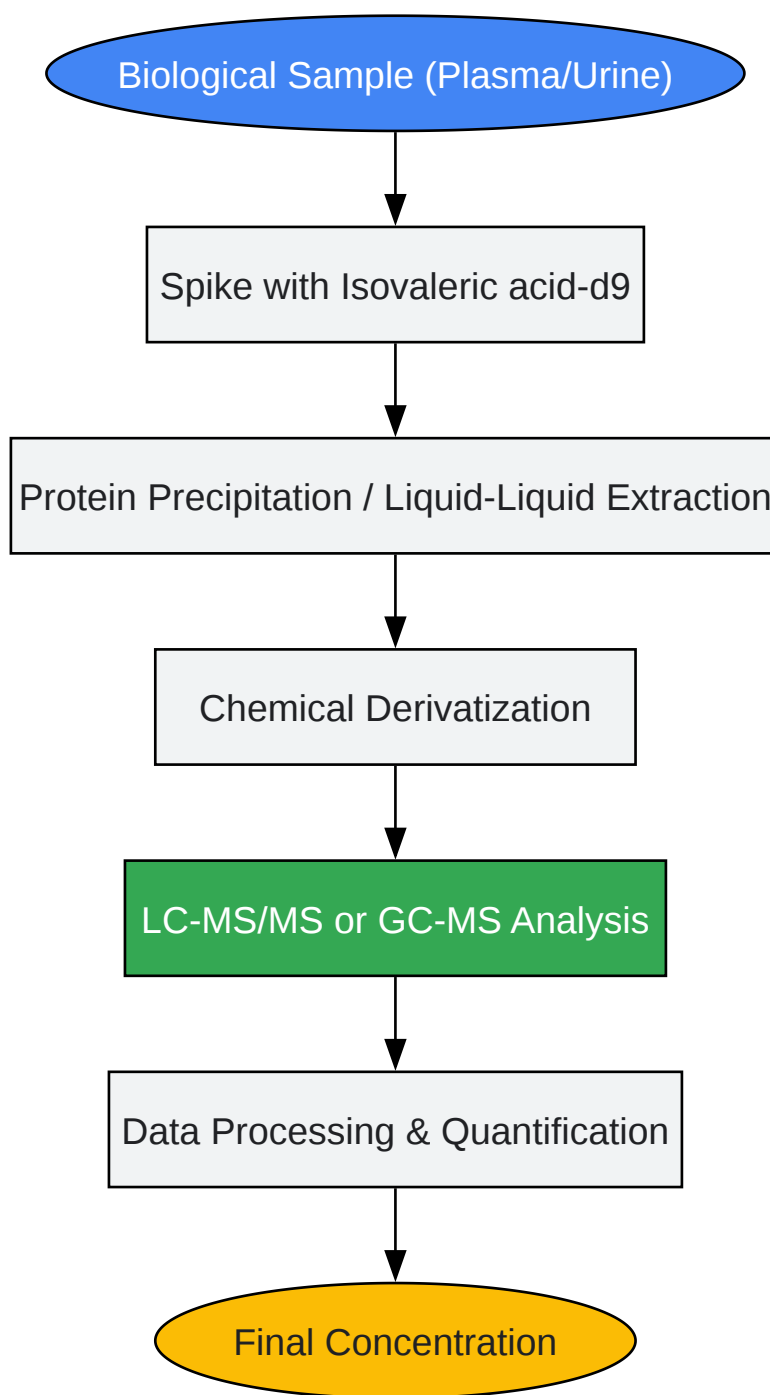 Biological Sample (Plasma/Urine)
Spike with Isovaleric acid-d9
Protein Precipitation / Liquid-Liquid Extraction
Chemical Derivatization
LC-MS/MS or GC-MS Analysis
Data Processing & Quantification
Final Concentration